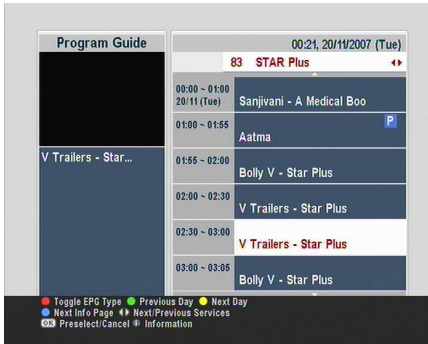 Program Guide
00:21, 20/11/2007 (Tue)
83 STAR Plus
00:00 ~ 01:00
20/11 (Tue)
Sanjivani - A Medical Boo
01:00 ~ 01:55
P
Aatma
V Trailers - Star...
01:55 ~ 02:00
Bolly V - Star Plus
02:00 ~ 02:30
V Trailers - Star Plus
02:30 ~ 03:00
V Trailers - Star Plus
03:00 ~ 03:05
Bolly V - Star Plus
Toggle EPG Type Previous Day Next Day
Next Info Page Next/Previous Services
OK Preselect/Cancel Information